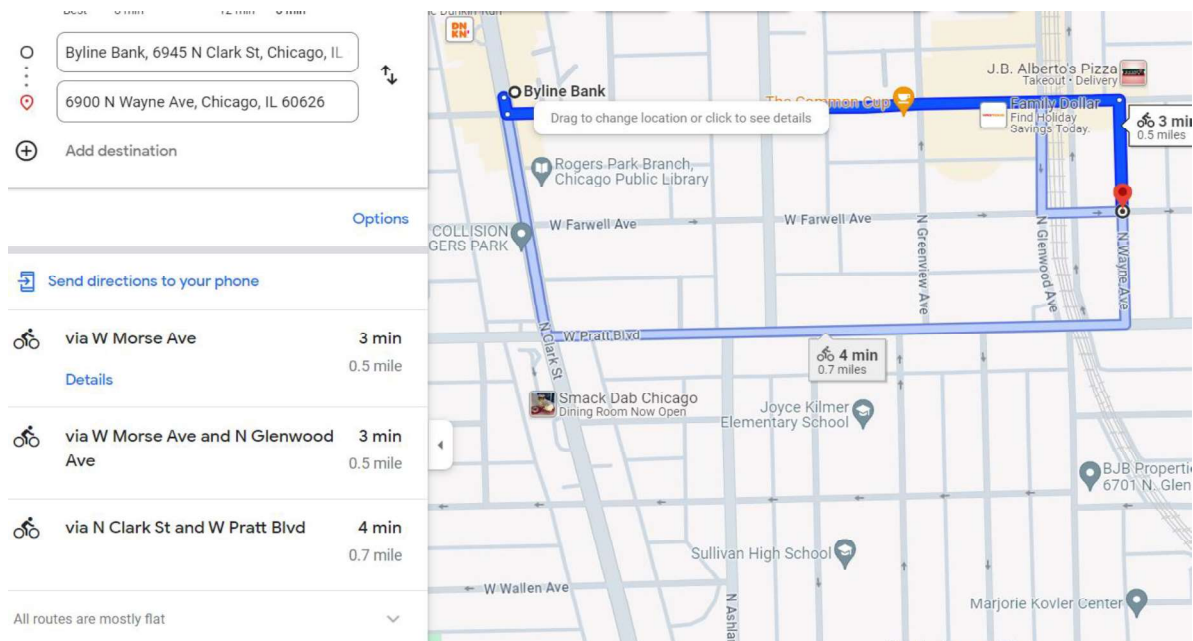 Byline Bank, 6945 N Clark St, Chicago, IL
6900 N Wayne Ave, Chicago, IL 60626
Add destination
Options
Send directions to your phone
via W Morse Ave
3 min
0.5 mile
Details
via W Morse Ave and N Glenwood
Ave
3 min
0.5 mile
via N Clark St and W Pratt Blvd
4 min
0.7 mile
All routes are mostly flat
DN
KN'
Byline Bank
Drag to change location or click to see details
The Common Cup
J.B. Alberto's Pizza
Takeout • Delivery
Family Dollar
Find Holiday
Savings Today.
3 min
0.5 miles
Rogers Park Branch,
Chicago Public Library
W Farwell Ave
W Farwell Ave
COLLISION
GERS PARK
N Greenview Ave
N Glenwood Ave
N Wayne Ave
N Clark St
W Pratt Blvd
4 min
0.7 miles
Smack Dab Chicago
Dining Room Now Open
Joyce Kilmer
Elementary School
BJB Properti
6701 N. Glen
Sullivan High School
W Wallen Ave
N Ashla
Marjorie Kovler Center